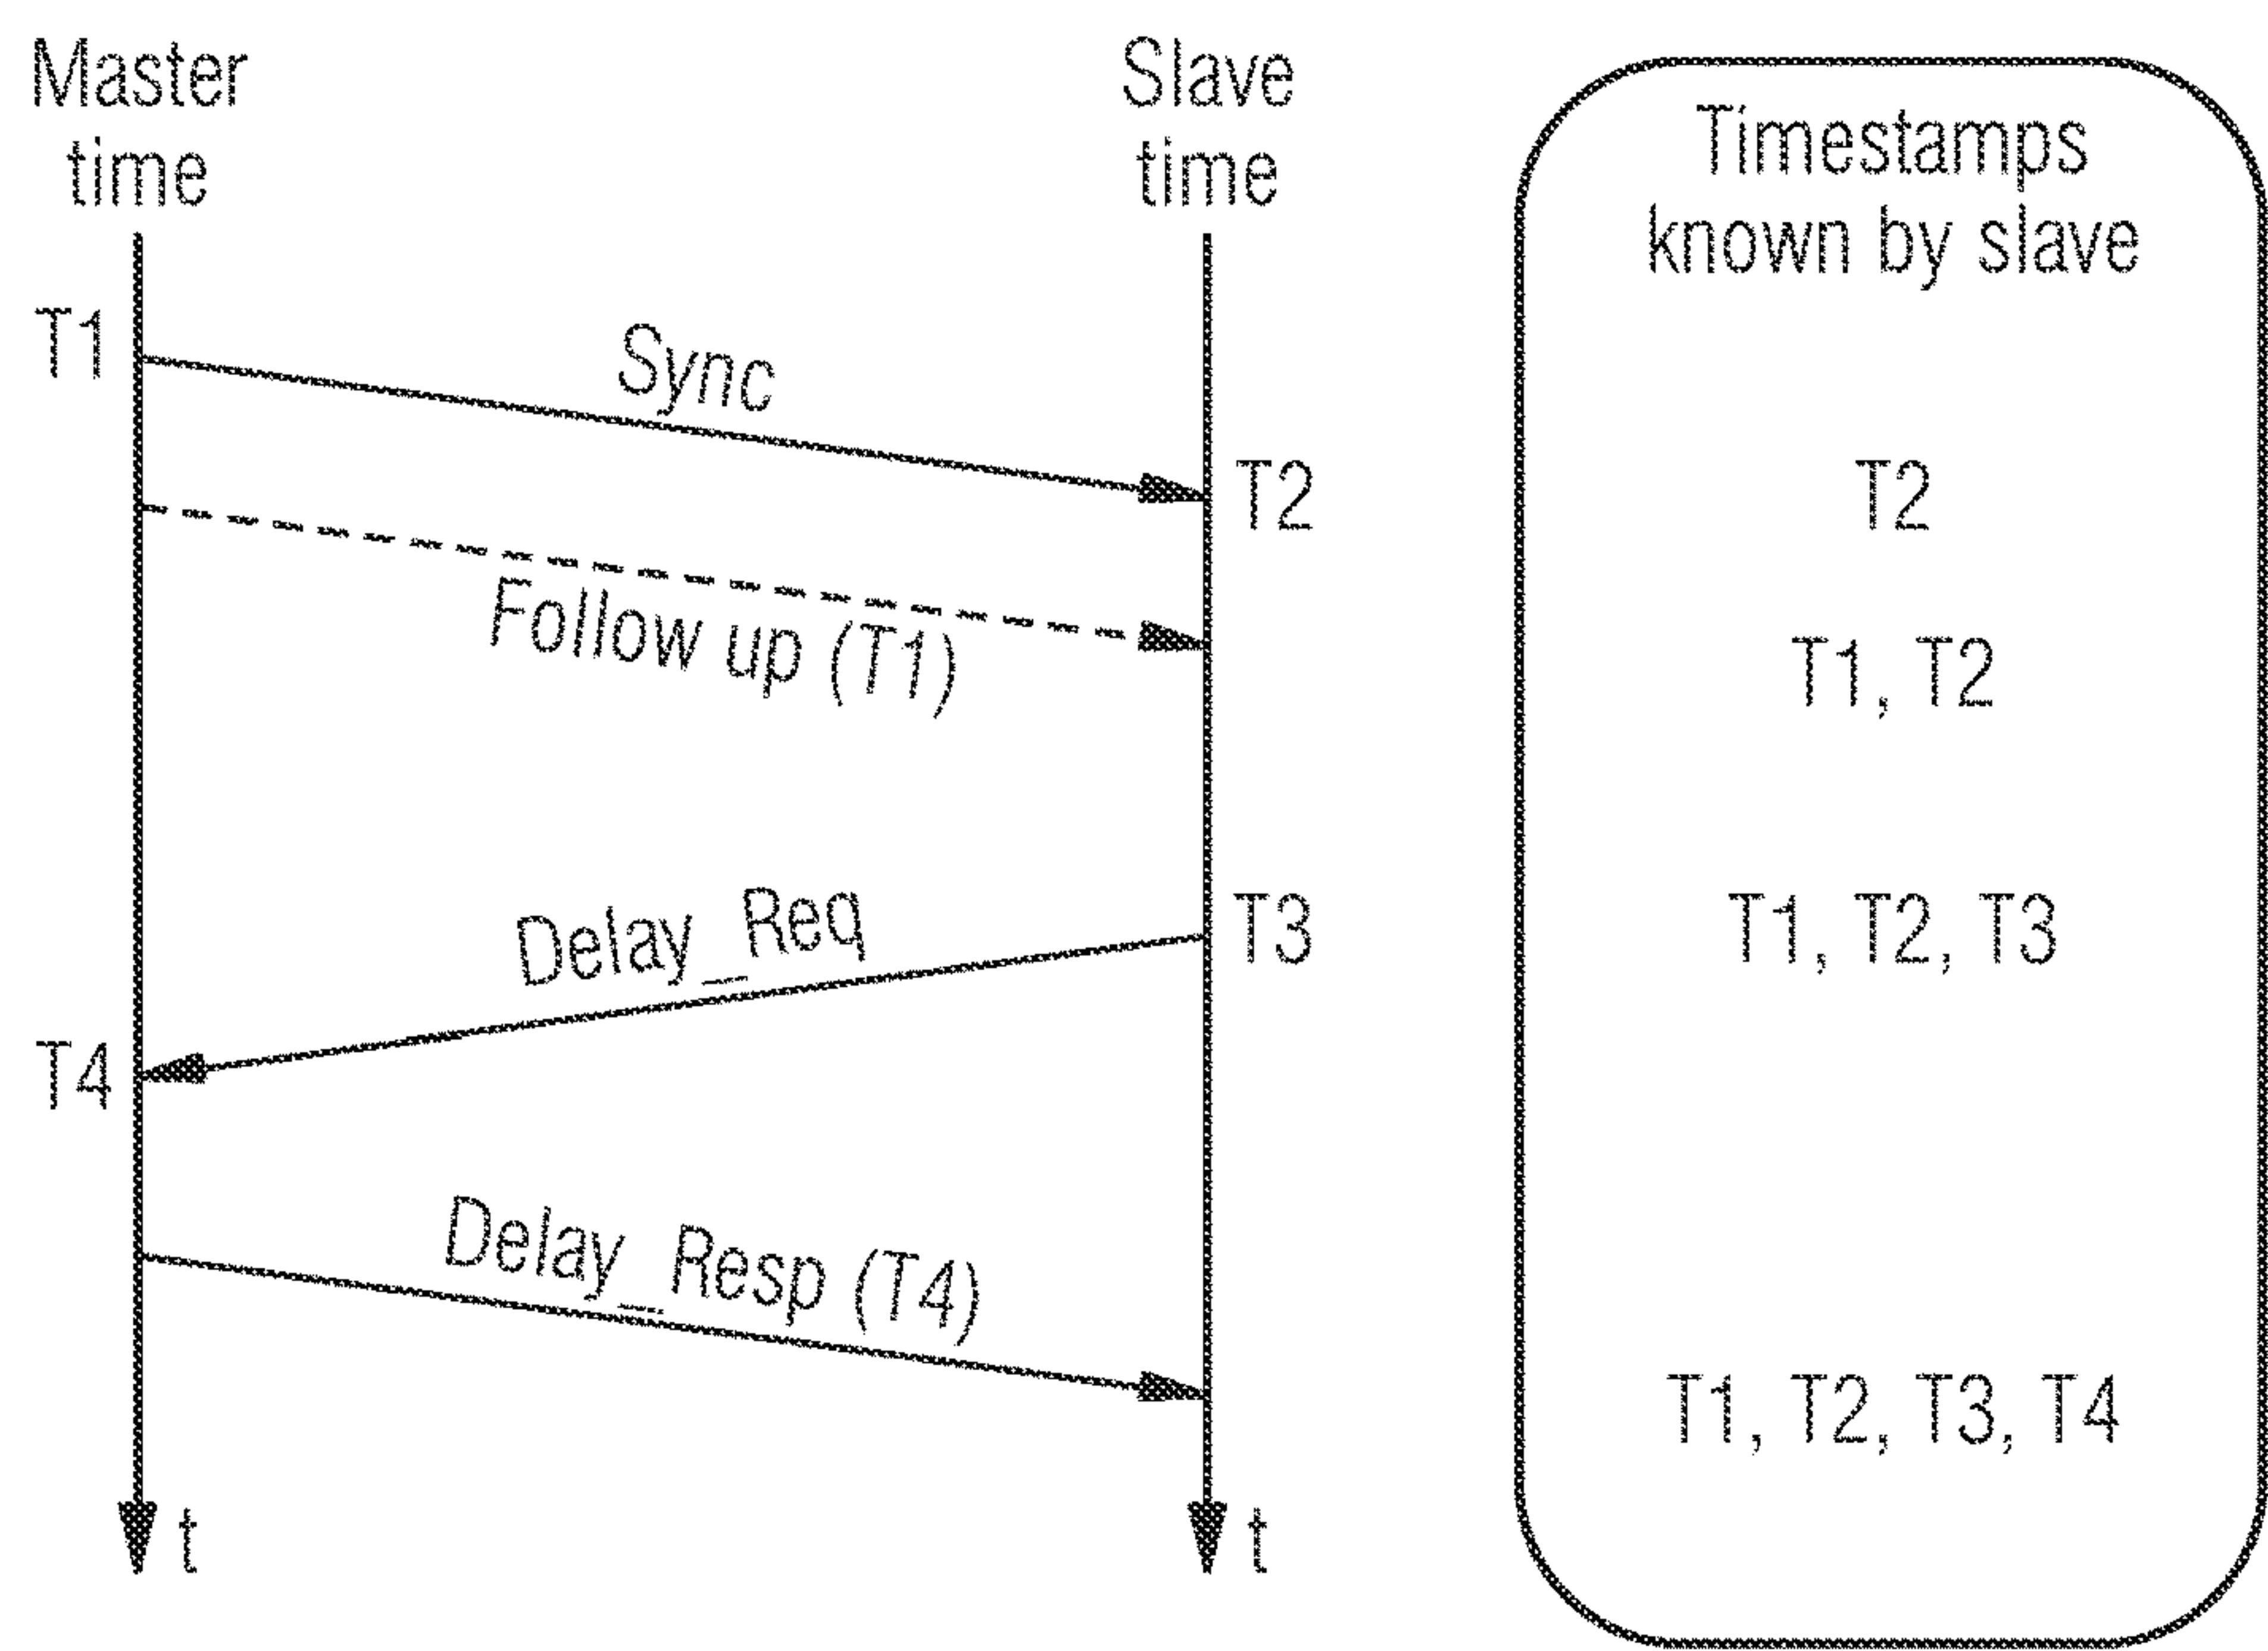 Master
time
Slave
time
Timestamps
known by slave
T1
Sync
T2
T2
Follow up (T1)
T1, T2
Delay_Req
T3
T1, T2, T3
T4
Delay_Resp (T4)
T1, T2, T3, T4
t
t